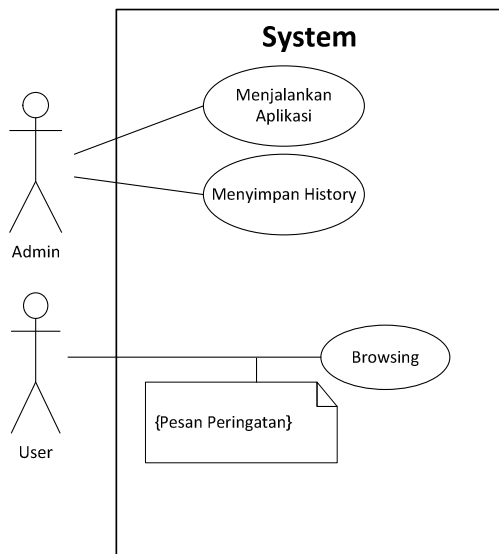 System
Menjalankan
Aplikasi
Menyimpan History
Admin
Browsing
{Pesan Peringatan}
User